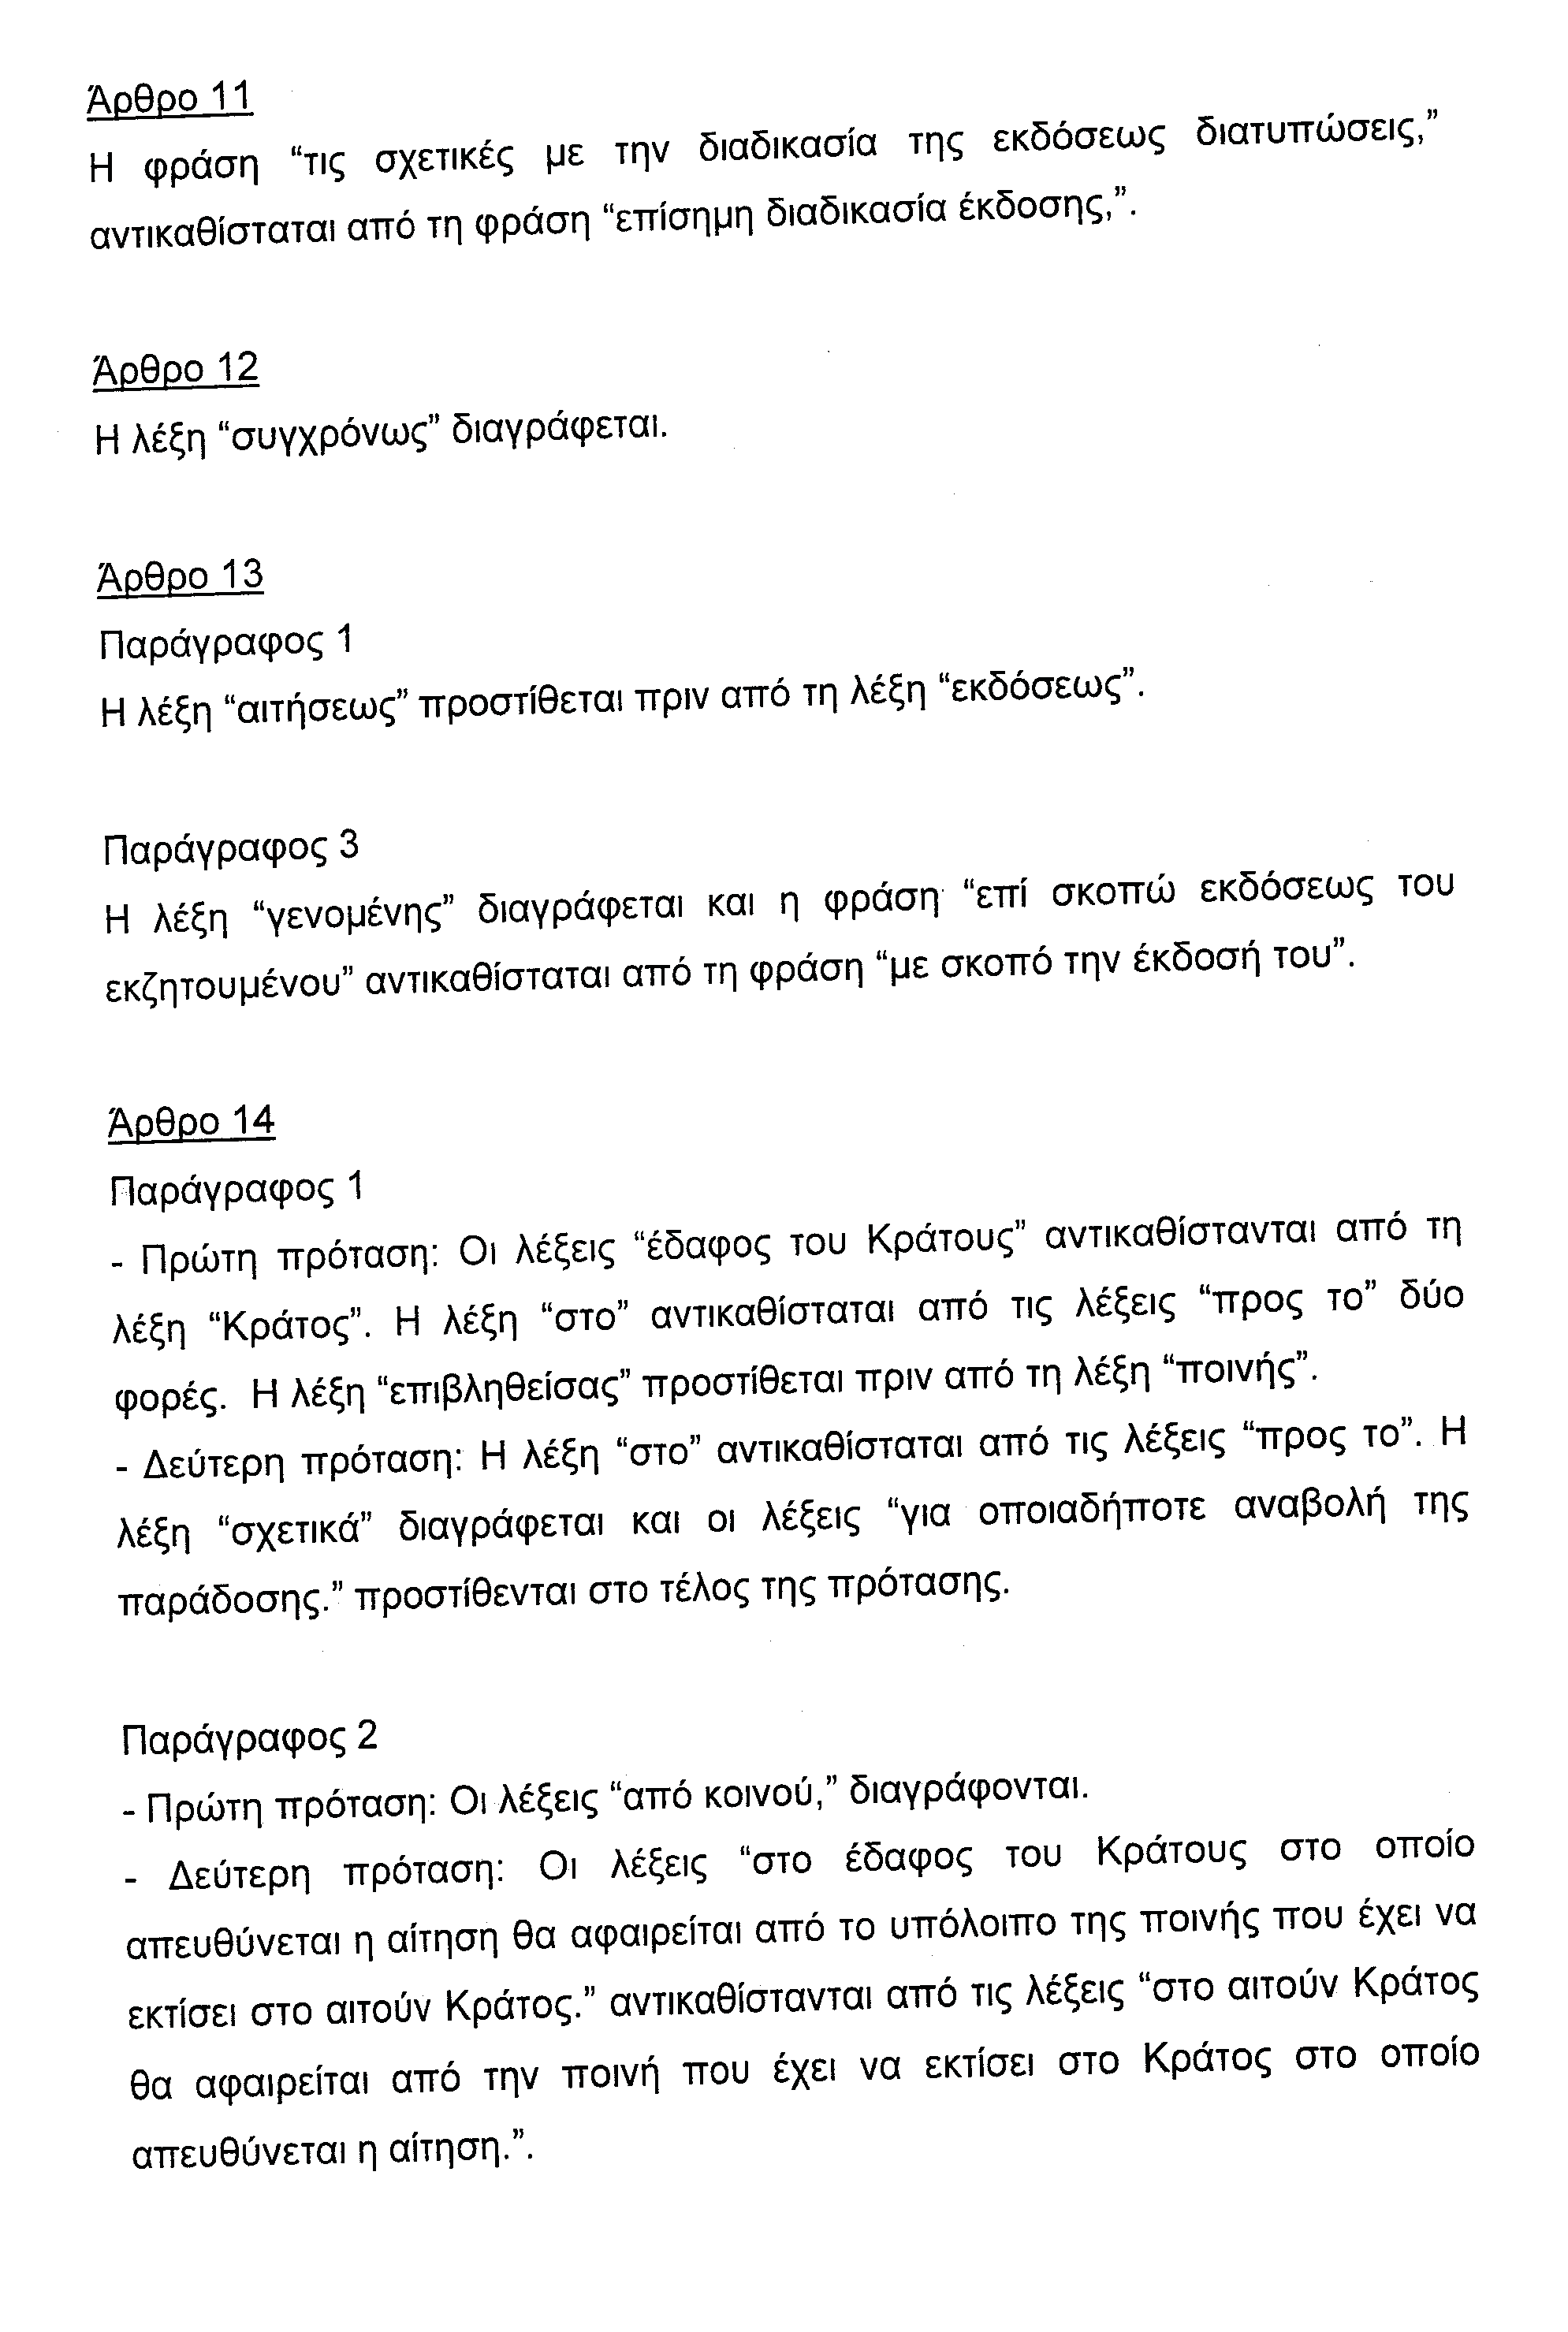 Άρθρο 11
Η φράση “τις σχετικές με την διαδικασία της εκδόσεως διατυπώσεις,”
αντικαθίσταται από τη φράση “επίσημη διαδικασία έκδοσης,”.
Άρθρο 12
Η λέξη “συγχρόνως” διαγράφεται.
Άρθρο 13
Παράγραφος 1
Η λέξη “αιτήσεως” προστίθεται πριν από τη λέξη “εκδόσεως”.
Παράγραφος 3
Η λέξη “γενομένης” διαγράφεται και η φράση “επί σκοπώ εκδόσεως του
εκζητουμένου” αντικαθίσταται από τη φράση “με σκοπό την έκδοσή του”.
Άρθρο 14
Παράγραφος 1
- Πρώτη πρόταση: Οι λέξεις “έδαφος του Κράτους” αντικαθίστανται από τη
λέξη “Κράτος”. Η λέξη “στο” αντικαθίσταται από τις λέξεις “προς το” δύο
φορές. Η λέξη “επιβληθείσας” προστίθεται πριν από τη λέξη “ποινής”.
- Δεύτερη πρόταση: Η λέξη “στο” αντικαθίσταται από τις λέξεις “προς το”. Η
λέξη “σχετικά” διαγράφεται και οι λέξεις “για οποιαδήποτε αναβολή της
παράδοσης.” προστίθενται στο τέλος της πρότασης.
Παράγραφος 2
- Πρώτη πρόταση: Οι λέξεις “από κοινού,” διαγράφονται.
- Δεύτερη πρόταση: Οι λέξεις “στο έδαφος του Κράτους στο οποίο
απευθύνεται η αίτηση θα αφαιρείται από το υπόλοιπο της ποινής που έχει να
εκτίσει στο αιτούν Κράτος.” αντικαθίστανται από τις λέξεις “στο αιτούν Κράτος
θα αφαιρείται από την ποινή που έχει να εκτίσει στο Κράτος στο οποίο
απευθύνεται η αίτηση.”.